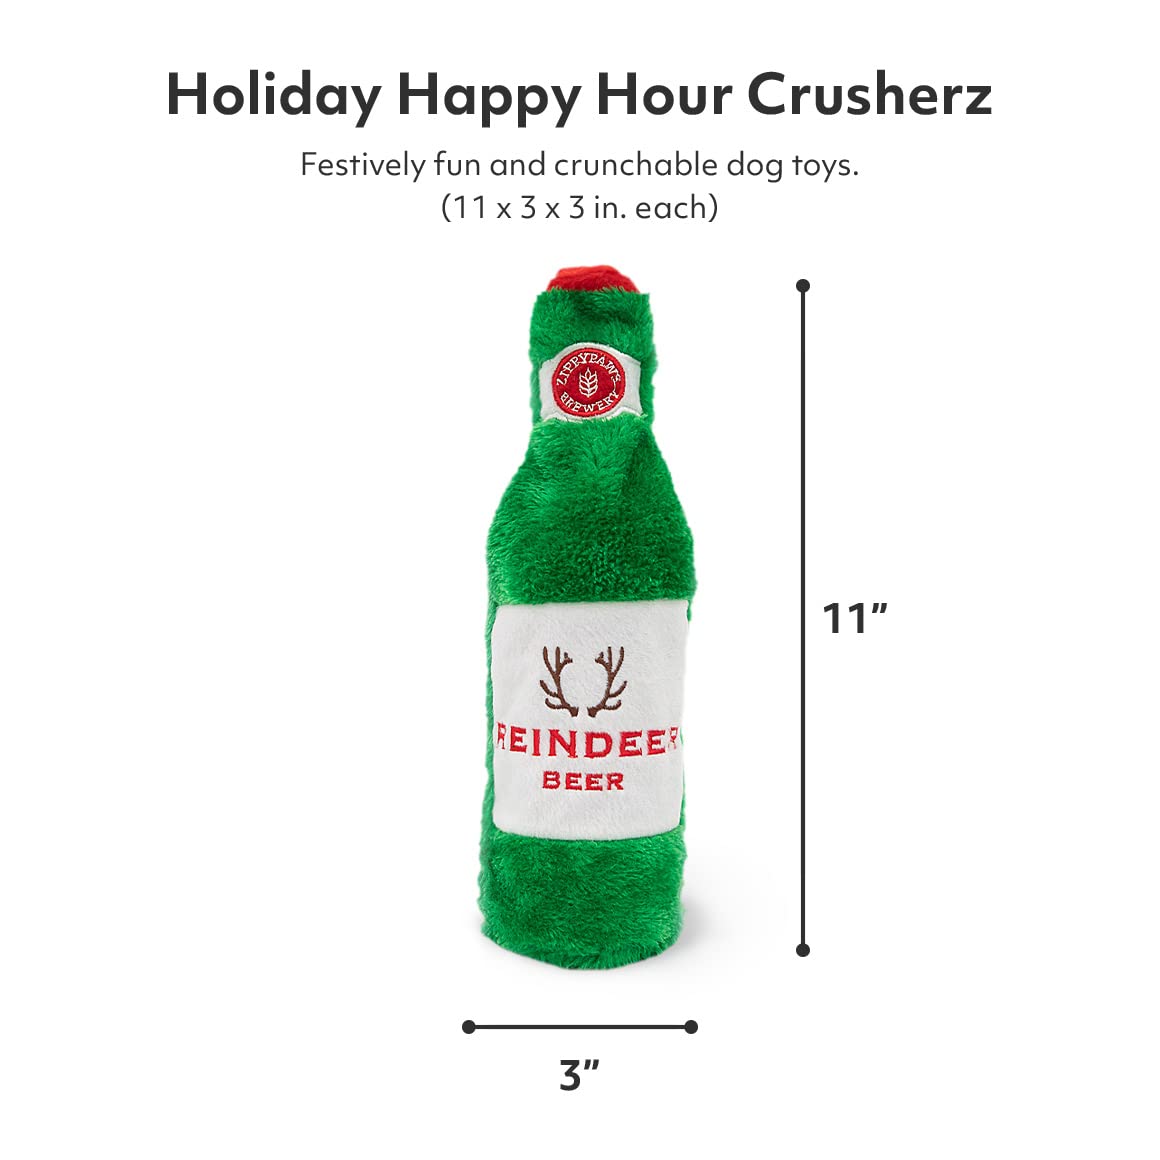 Holiday Happy Hour Crusherz
Festively fun and crunchable dog toys.
(11 x 3 x 3 in. each)
ZIPPYPAWS
BREWERY
11”
REINDEER
BEER
3”